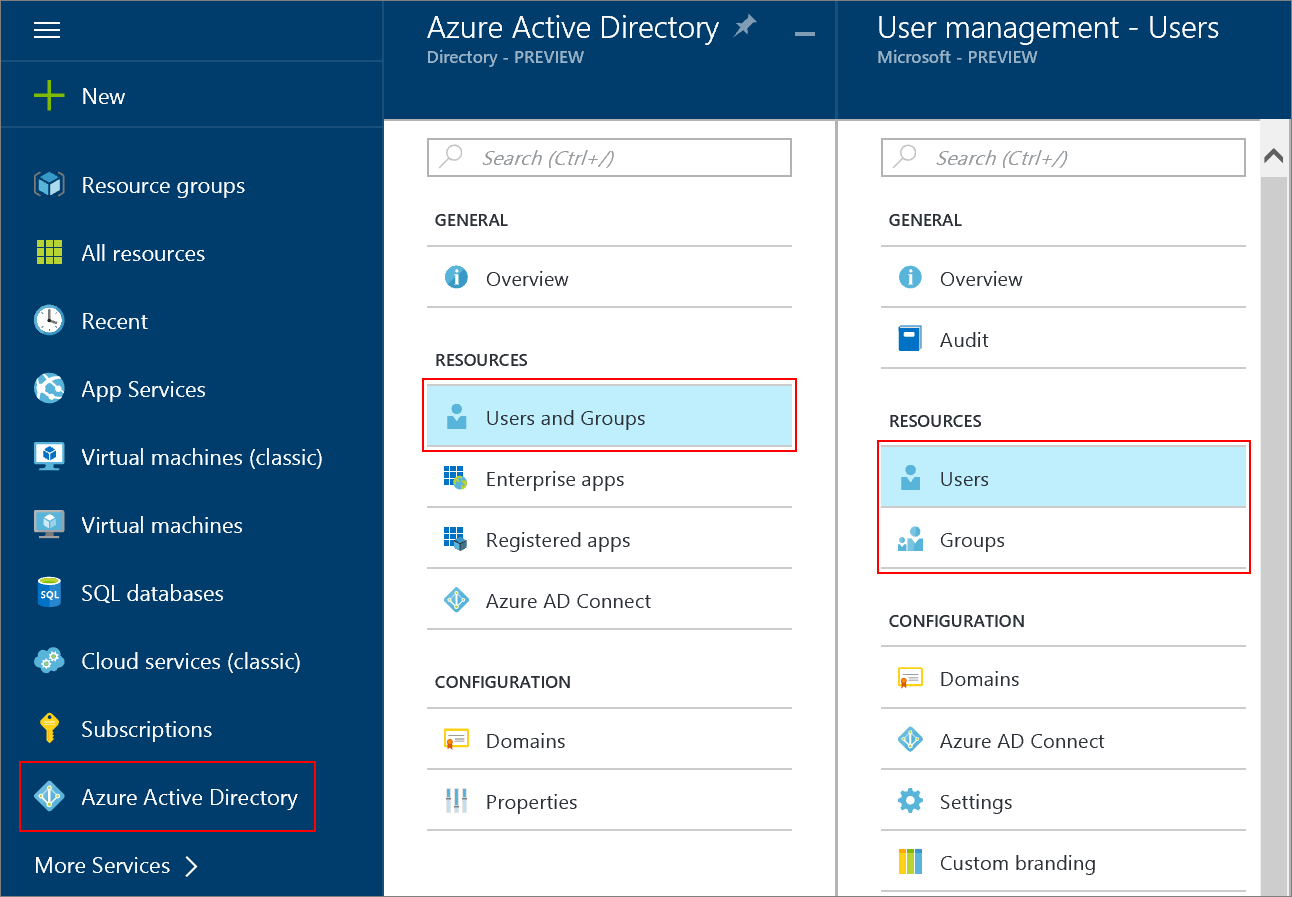 New
Resource groups
All resources
Recent
App Services
Virtual machines (classic)
Virtual machines
SQL
SQL databases
Cloud services (classic)
Subscriptions
Azure Active Directory
More Services
Azure Active Directory
Directory - PREVIEW
Search (Ctrl+/)
GENERAL
Overview
RESOURCES
Users and Groups
Enterprise apps
Registered apps
Azure AD Connect
CONFIGURATION
Domains
Properties
User management - Users
Microsoft - PREVIEW
Search (Ctrl+/)
GENERAL
Overview
Audit
RESOURCES
Users
Groups
CONFIGURATION
Domains
Azure AD Connect
Settings
Custom branding